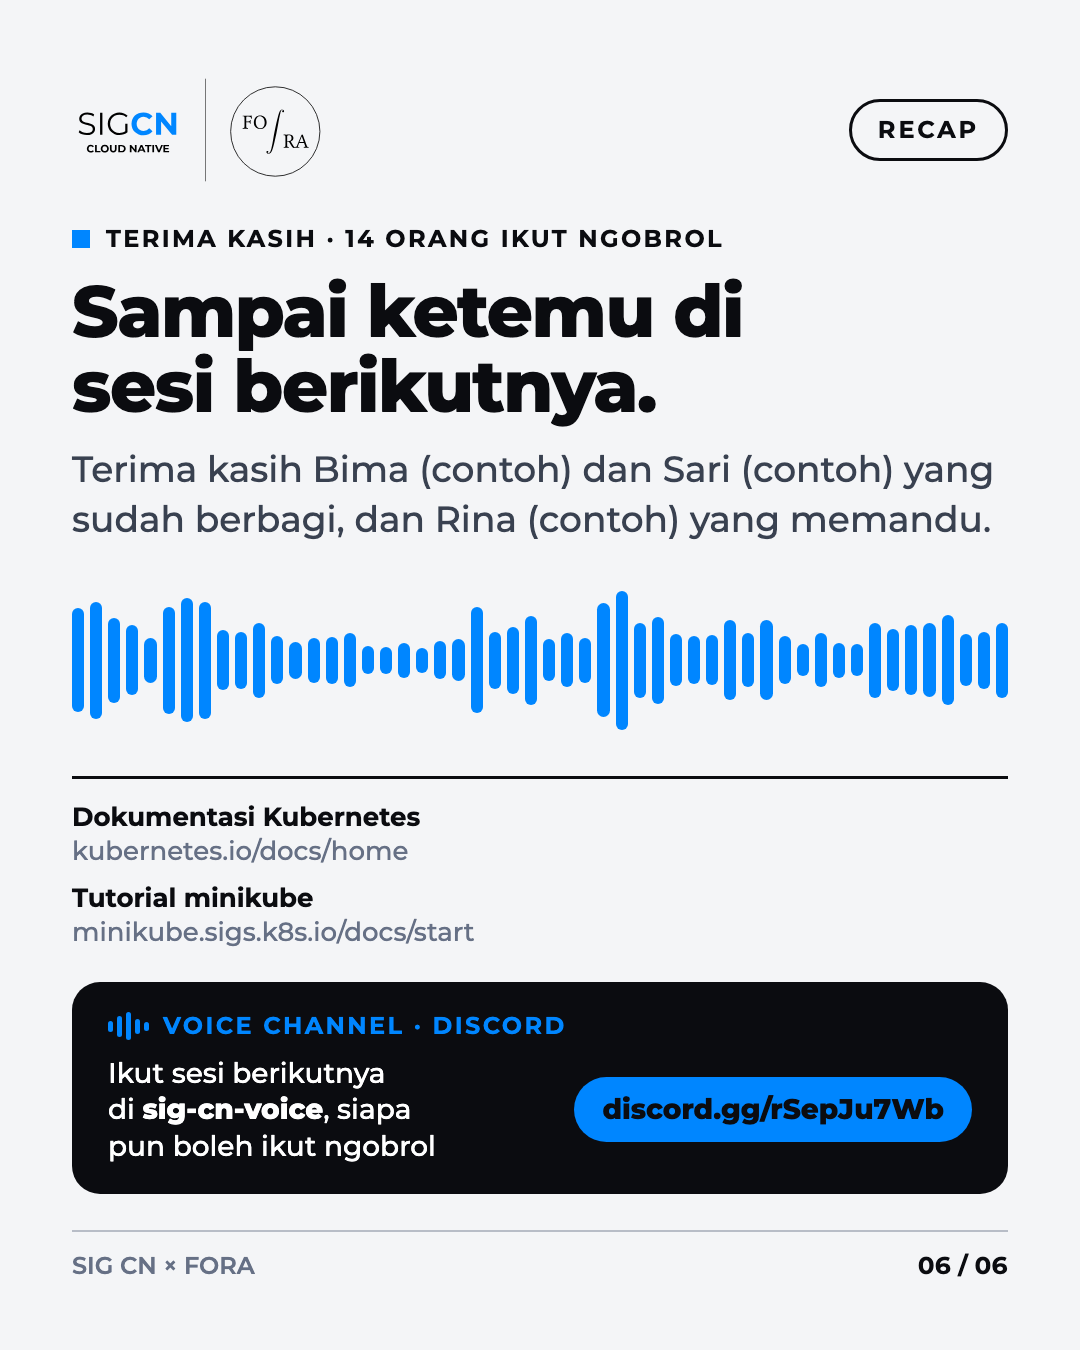 SIGCN
CLOUD NATIVE
FO
RA
RECAP
TERIMA KASIH · 14 ORANG IKUT NGOBROL
Sampai ketemu di
sesi berikutnya.
Terima kasih Bima (contoh) dan Sari (contoh) yang
sudah berbagi, dan Rina (contoh) yang memandu.
Dokumentasi Kubernetes
kubernetes.io/docs/home
Tutorial minikube
minikube.sigs.k8s.io/docs/start
VOICE CHANNEL · DISCORD
Ikut sesi berikutnya
di sig-cn-voice, siapa
pun boleh ikut ngobrol
discord.gg/rSepJu7Wb
SIG CN × FORA
06 / 06